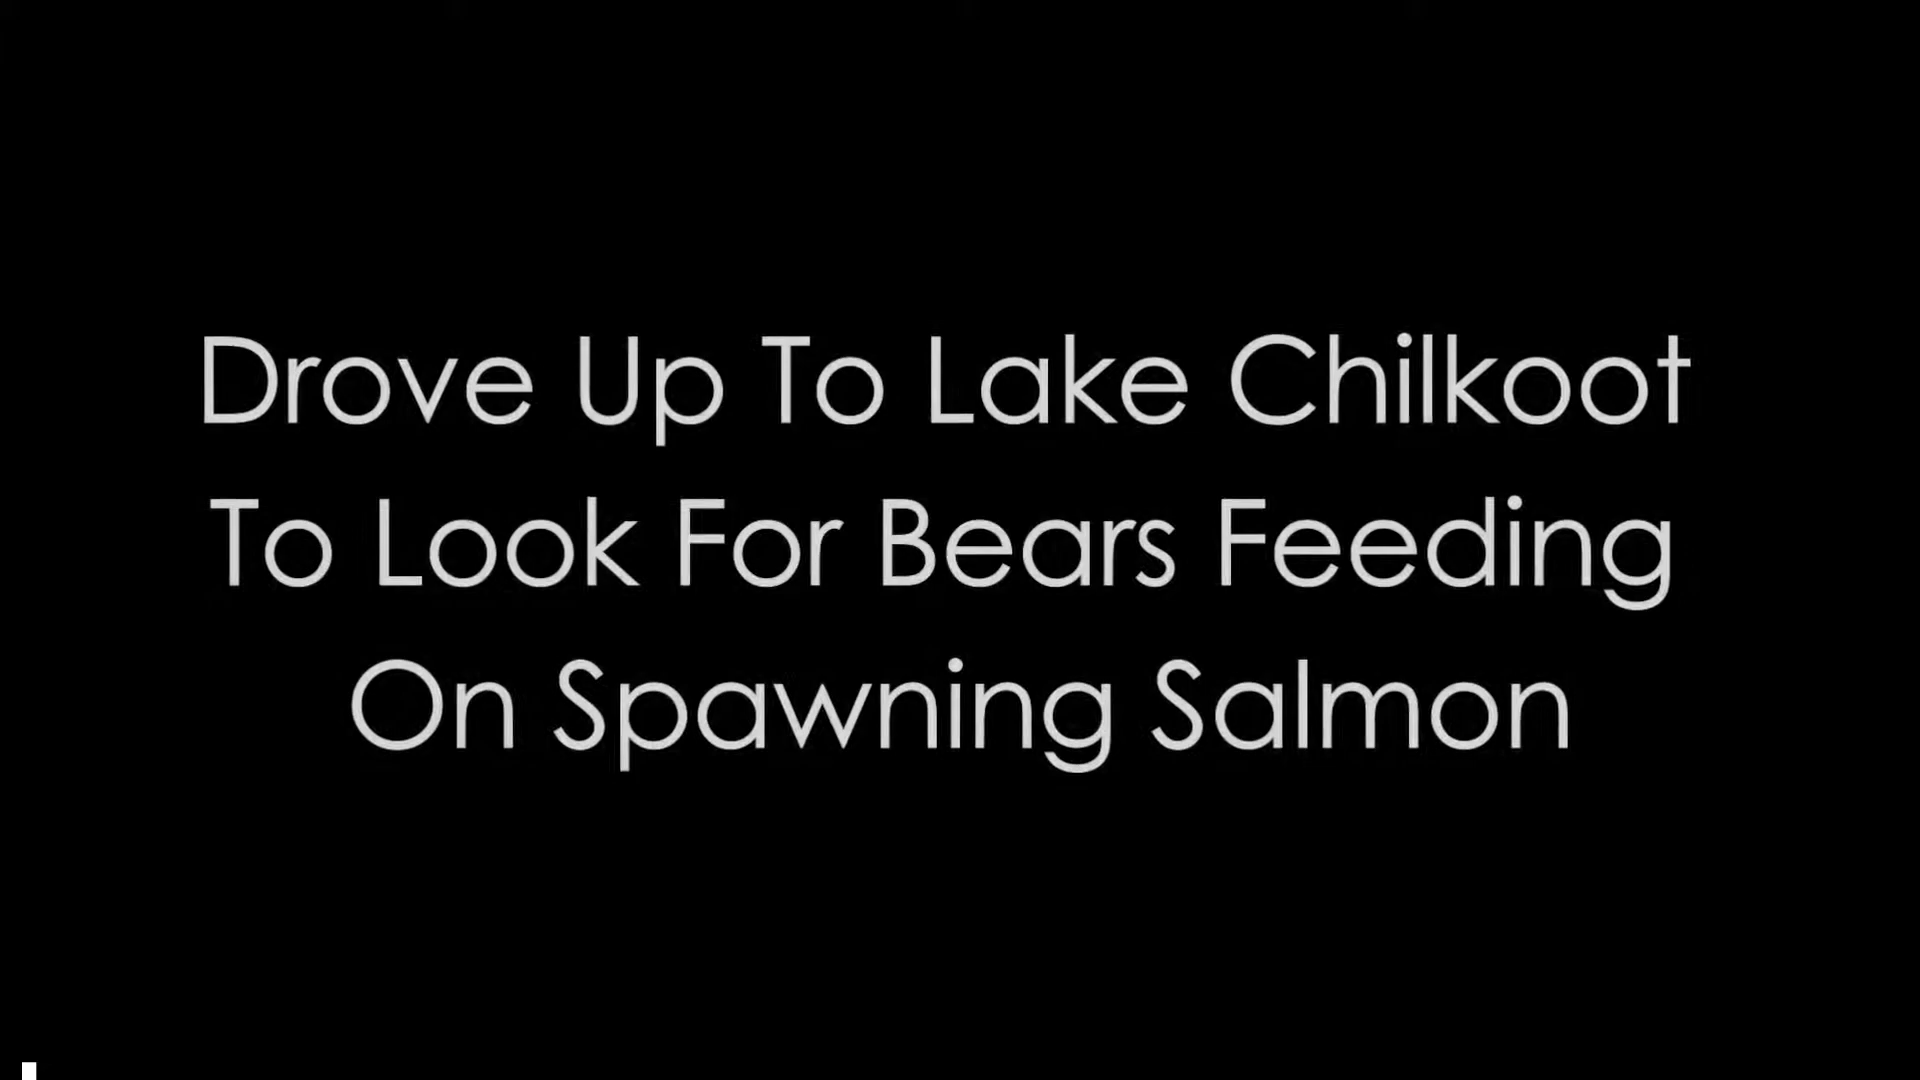 Drove Up To Lake Chilkoot
To Look For Bears Feeding
On Spawning Salmon